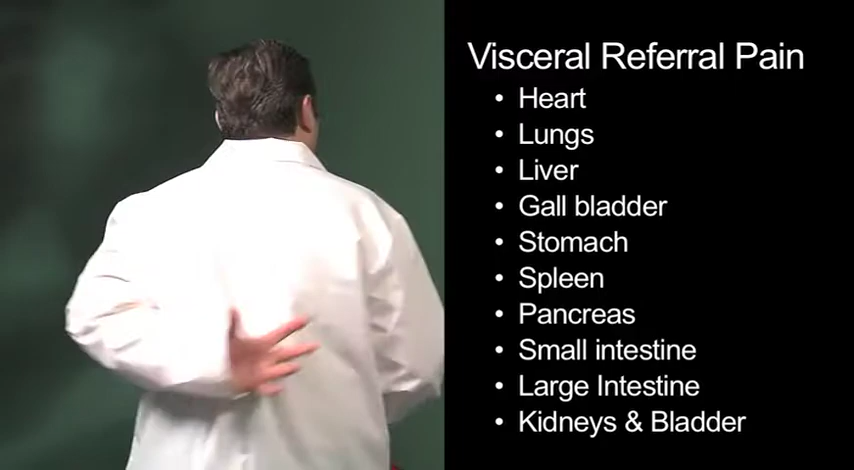 Visceral Referral Pain
• Heart
• Lungs
• Liver
• Gall bladder
• Stomach
• Spleen
• Pancreas
• Small intestine
• Large Intestine
• Kidneys & Bladder